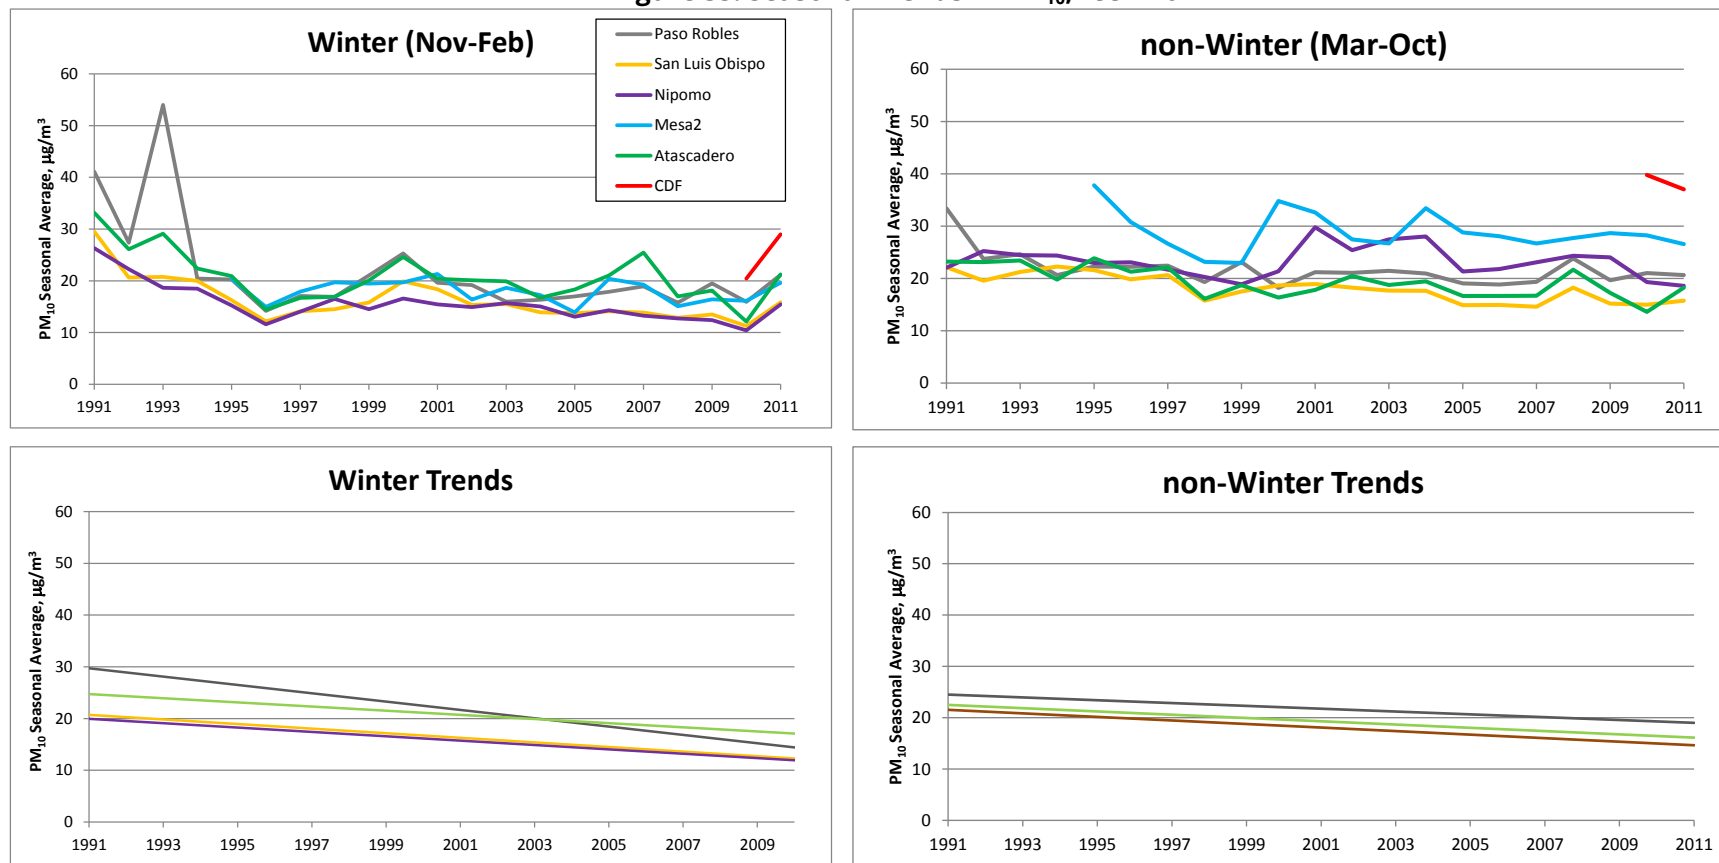 Winter (Nov-Feb)
PM10 Seasonal Average, µg/m³
60
50
40
30
20
10
0
1991 1993 1995 1997 1999 2001 2003 2005 2007 2009 2011
Paso Robles
San Luis Obispo
Nipomo
Mesa2
Atascadero
CDF
non-Winter (Mar-Oct)
PM10 Seasonal Average, µg/m³
60
50
40
30
20
10
0
1991 1993 1995 1997 1999 2001 2003 2005 2007 2009 2011
Winter Trends
PM10 Seasonal Average, µg/m³
60
50
40
30
20
10
0
1991 1993 1995 1997 1999 2001 2003 2005 2007 2009
non-Winter Trends
PM10 Seasonal Average, µg/m³
60
50
40
30
20
10
0
1991 1993 1995 1997 1999 2001 2003 2005 2007 2009 2011